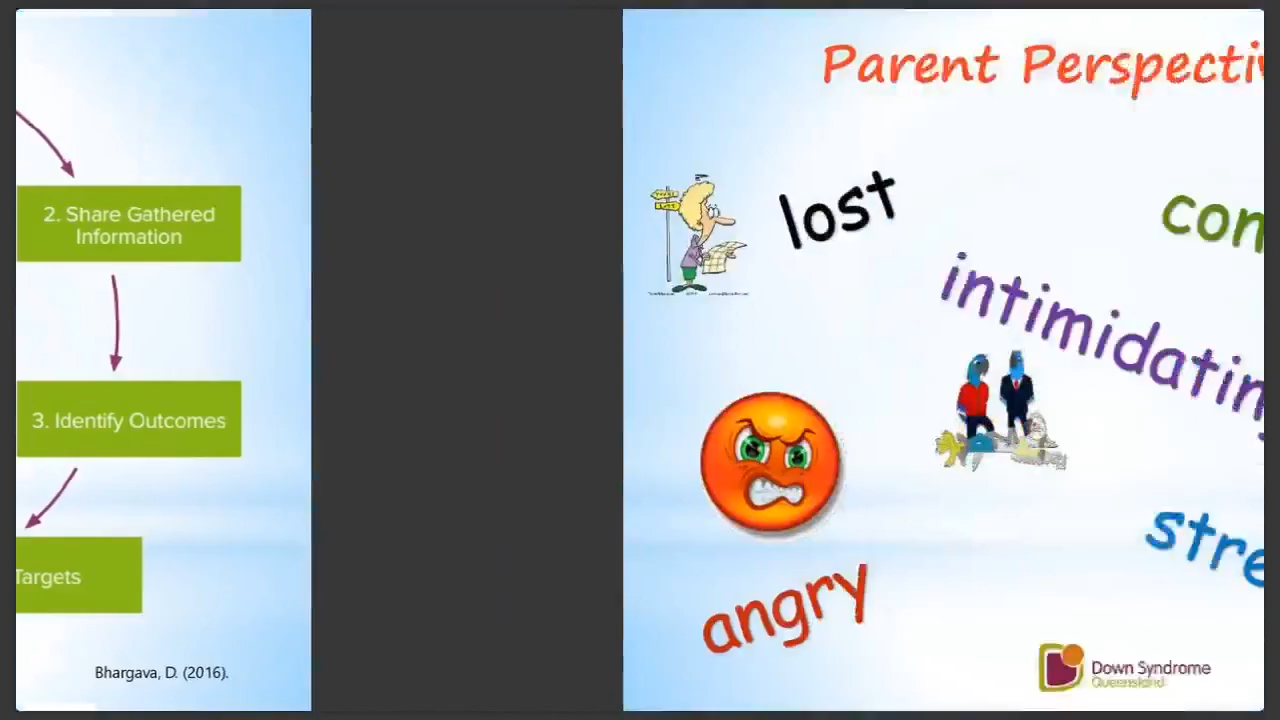 2. Share Gathered
Information
3. Identify Outcomes
Targets
Bhargava, D. (2016).
Parent Perspecti
lost
con
intimidatin
stre
angry
Down Syndrome
Queensland